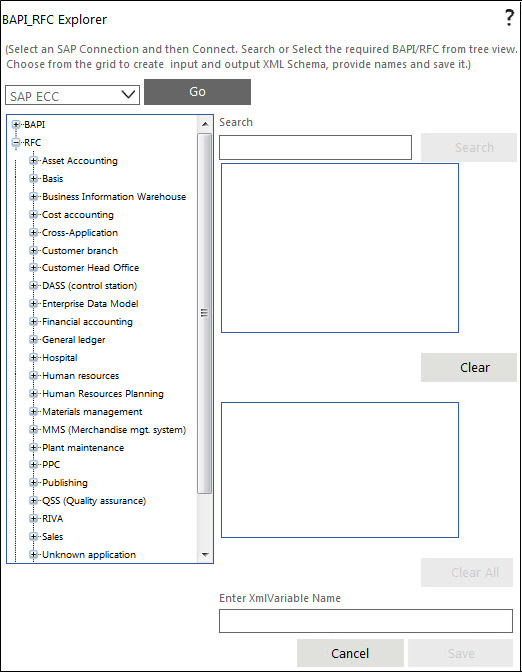 BAPI_RFC Explorer
?
(Select an SAP Connection and then Connect. Search or Select the required BAPI/RFC from tree view.
Choose from the grid to create input and output XML Schema, provide names and save it.)
SAP ECC
Go
BAPI
RFC
Asset Accounting
Basis
Business Information Warehouse
Cost accounting
Cross-Application
Customer branch
Customer Head Office
DASS (control station)
Enterprise Data Model
Financial accounting
General ledger
Hospital
Human resources
Human Resources Planning
Materials management
MMS (Merchandise mgt. system)
Plant maintenance
PPC
Publishing
QSS (Quality assurance)
RIVA
Sales
Unknown application
Search
Search
Clear
Clear All
Enter XmlVariable Name
Cancel
Save